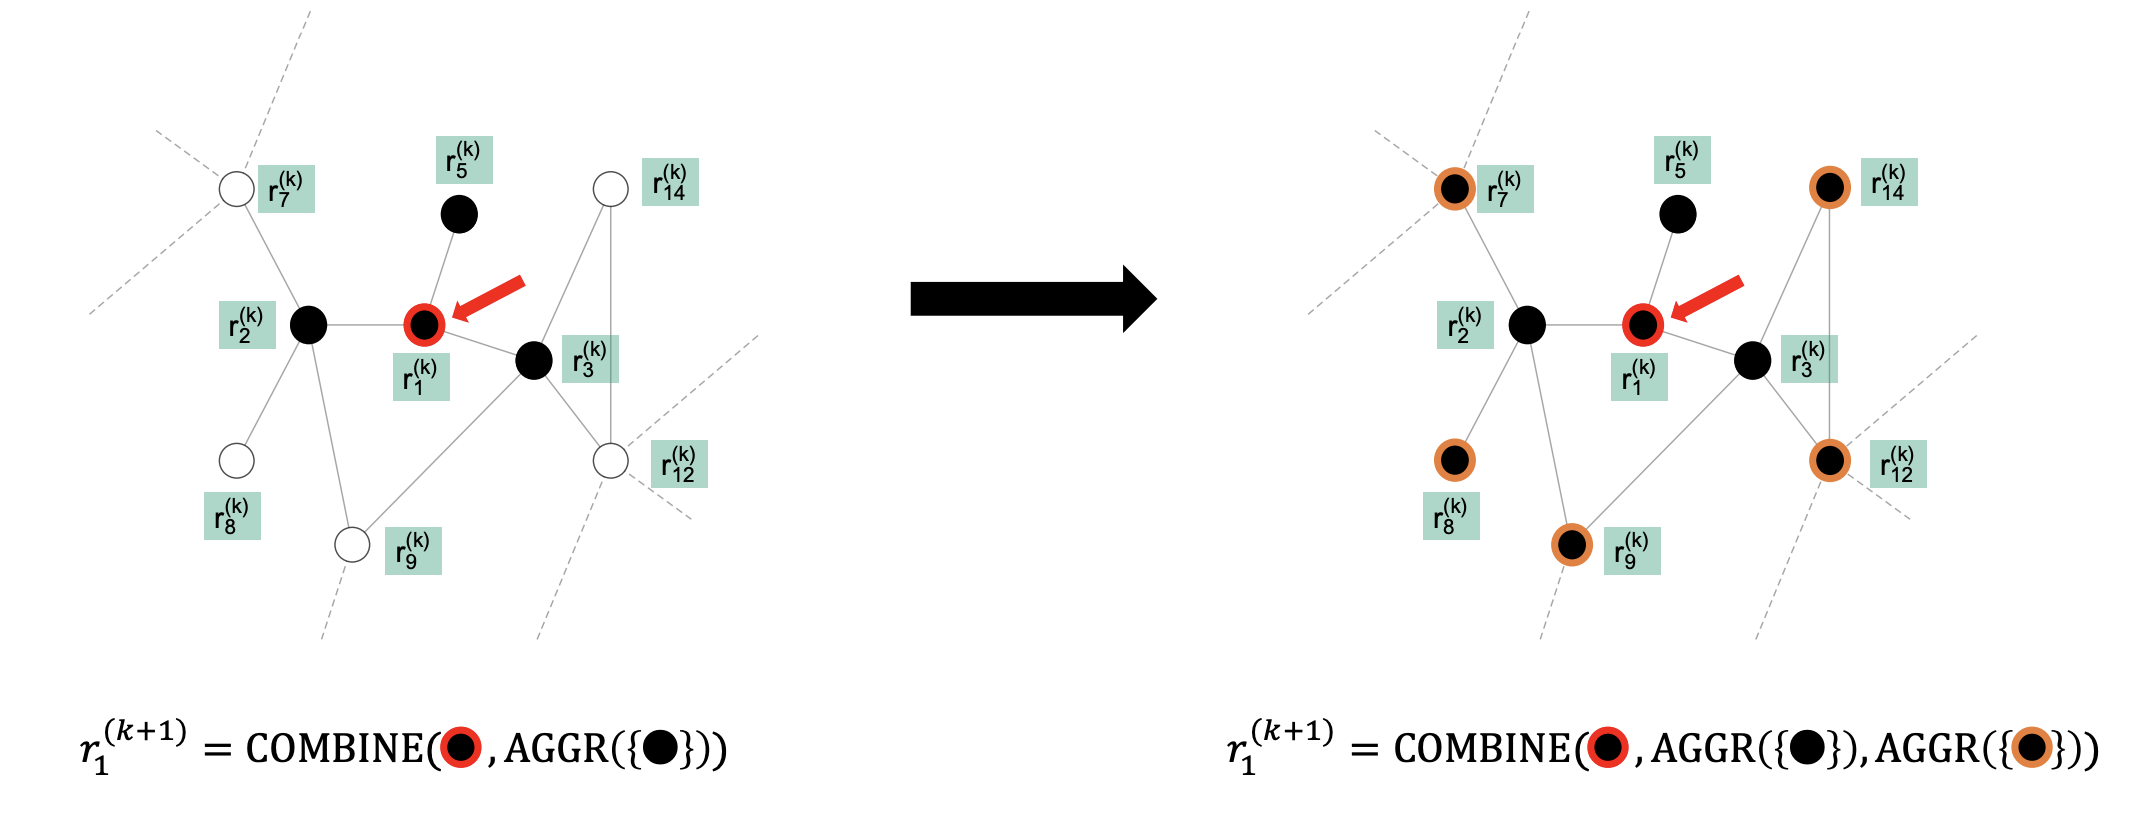 r₅⁽ᵏ⁾
r₇⁽ᵏ⁾
r₁₄⁽ᵏ⁾
r₂⁽ᵏ⁾
r₁⁽ᵏ⁾
r₃⁽ᵏ⁾
r₁₂⁽ᵏ⁾
r₈⁽ᵏ⁾
r₉⁽ᵏ⁾
r₁⁽ᵏ⁺¹⁾ = COMBINE( , AGGR({ }))
r₅⁽ᵏ⁾
r₇⁽ᵏ⁾
r₁₄⁽ᵏ⁾
r₂⁽ᵏ⁾
r₁⁽ᵏ⁾
r₃⁽ᵏ⁾
r₁₂⁽ᵏ⁾
r₈⁽ᵏ⁾
r₉⁽ᵏ⁾
r₁⁽ᵏ⁺¹⁾ = COMBINE( , AGGR({ }), AGGR({ }))